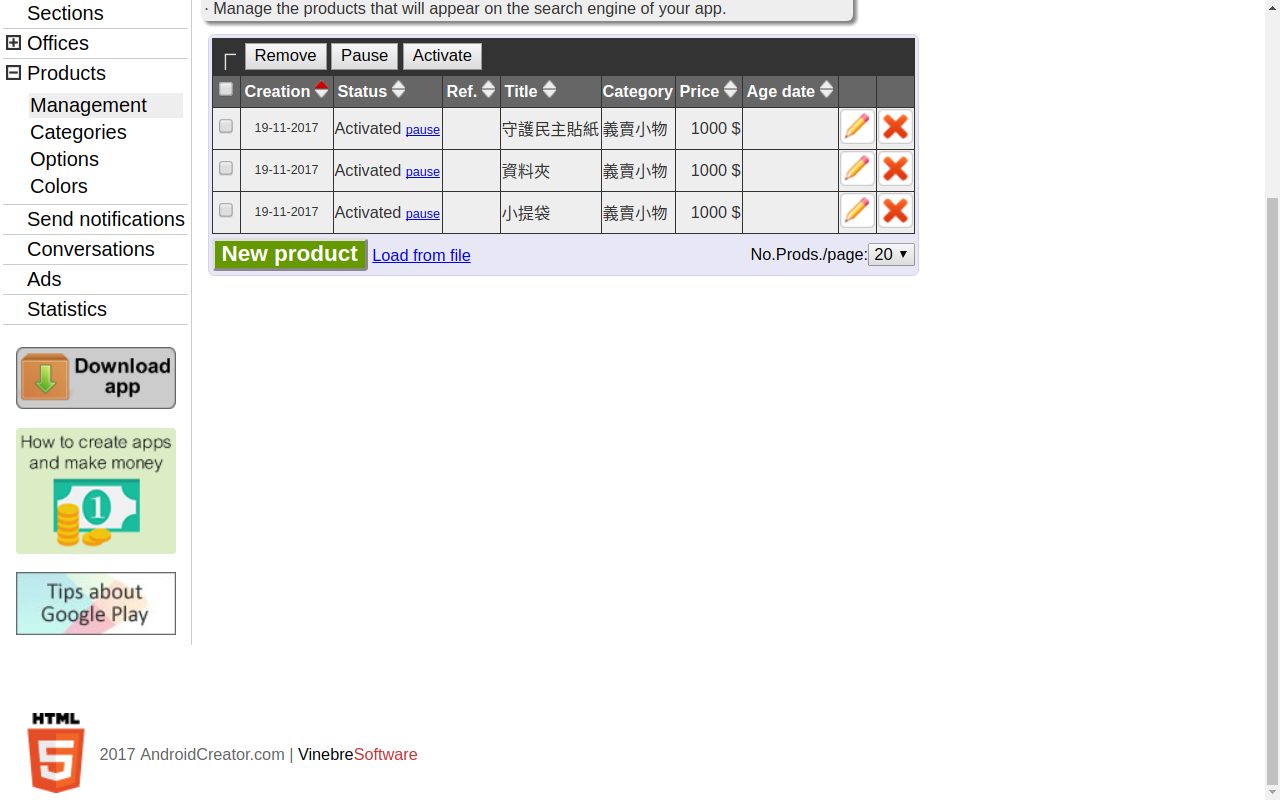 Sections
Offices
Products
Management
Categories
Options
Colors
Send notifications
Conversations
Ads
Statistics
Download
app
How to create apps
and make money
1
Tips about
Google Play
· Manage the products that will appear on the search engine of your app.
Remove Pause Activate
Creation Status Ref. Title Category Price Age date
19-11-2017 Activated pause 守護民主貼紙 義賣小物 1000 $
19-11-2017 Activated pause 資料夾 義賣小物 1000 $
19-11-2017 Activated pause 小提袋 義賣小物 1000 $
New product Load from file No.Prods./page: 20
HTML
5
2017 AndroidCreator.com | VinebreSoftware